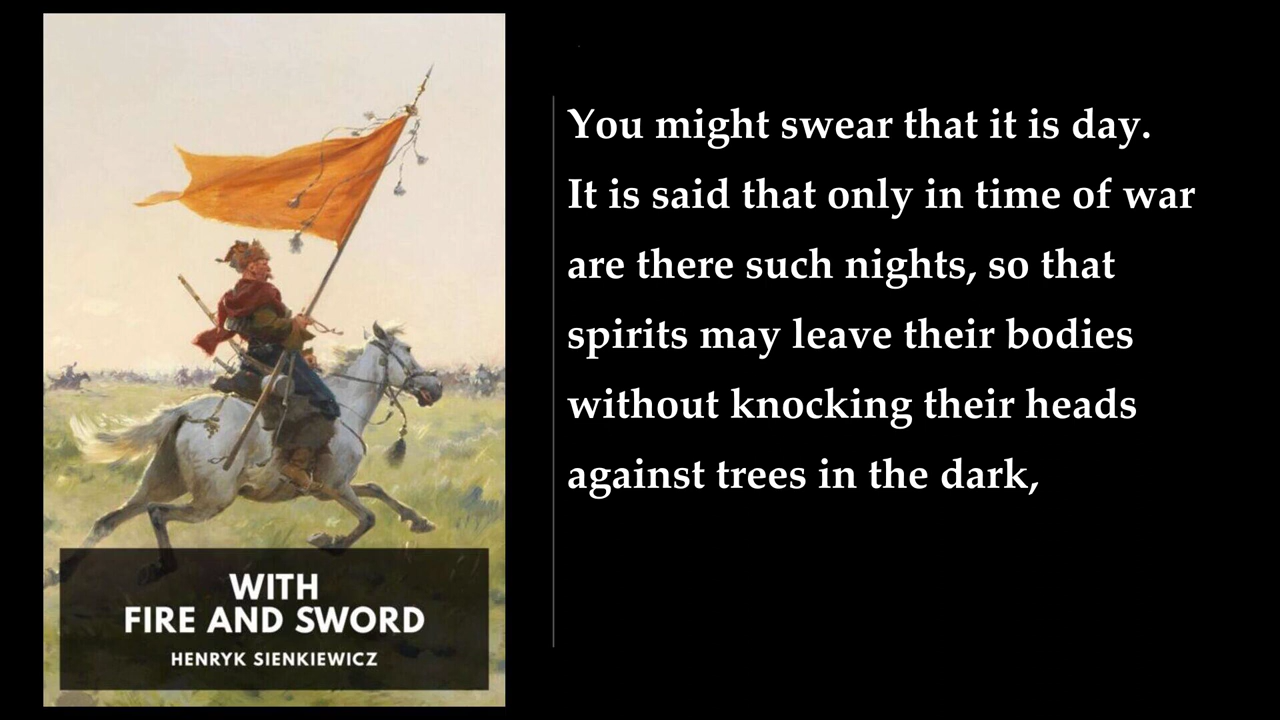 WITH
FIRE AND SWORD
HENRYK SIENKIEWICZ
You might swear that it is day.
It is said that only in time of war
are there such nights, so that
spirits may leave their bodies
without knocking their heads
against trees in the dark,